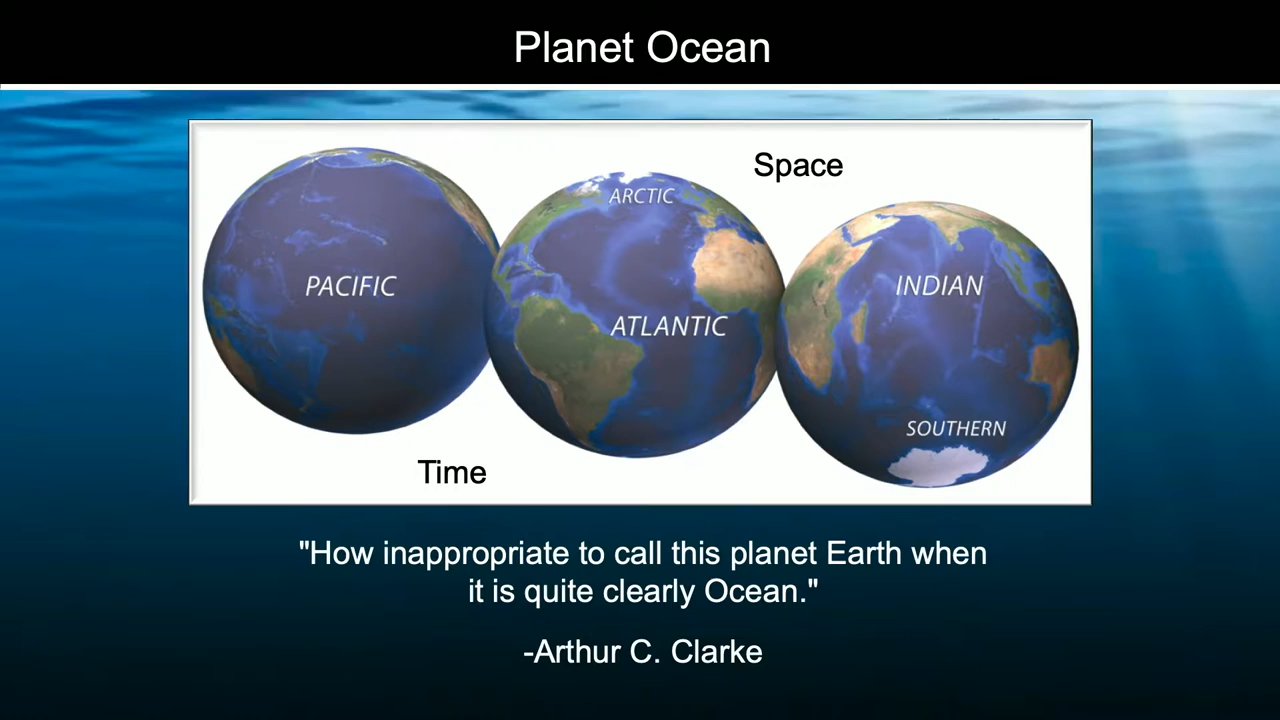 Planet Ocean
Space
ARCTIC
PACIFIC
INDIAN
ATLANTIC
SOUTHERN
Time
"How inappropriate to call this planet Earth when
it is quite clearly Ocean."
-Arthur C. Clarke